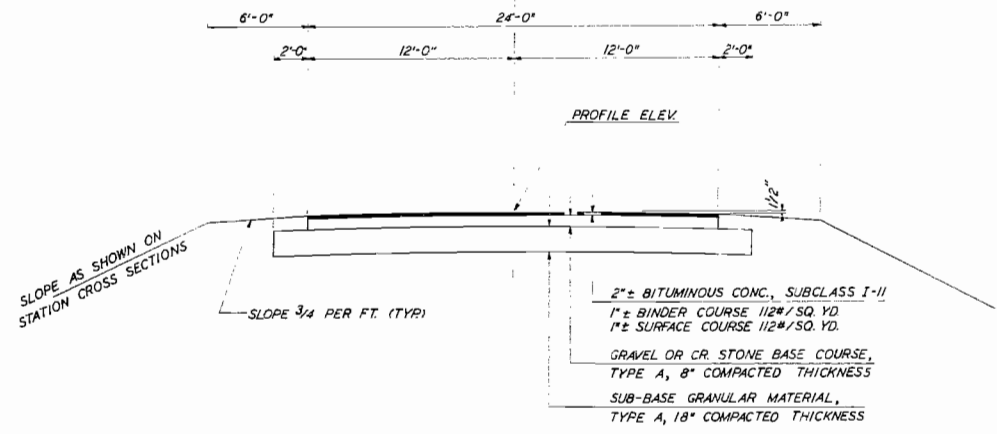 6'-0" 24'-0" 6'-0"
2'-0" 12'-0" 12'-0" 2'-0"
PROFILE ELEV.
1 1/2"
SLOPE AS SHOWN ON
STATION CROSS SECTIONS
SLOPE 3/4 PER FT. (TYP.)
2"± BITUMINOUS CONC., SUBCLASS I-11
1"± BINDER COURSE 112#/SQ. YD.
1"± SURFACE COURSE 112#/SQ. YD.
GRAVEL OR CR. STONE BASE COURSE,
TYPE A, 8" COMPACTED THICKNESS
SUB-BASE GRANULAR MATERIAL,
TYPE A, 18" COMPACTED THICKNESS